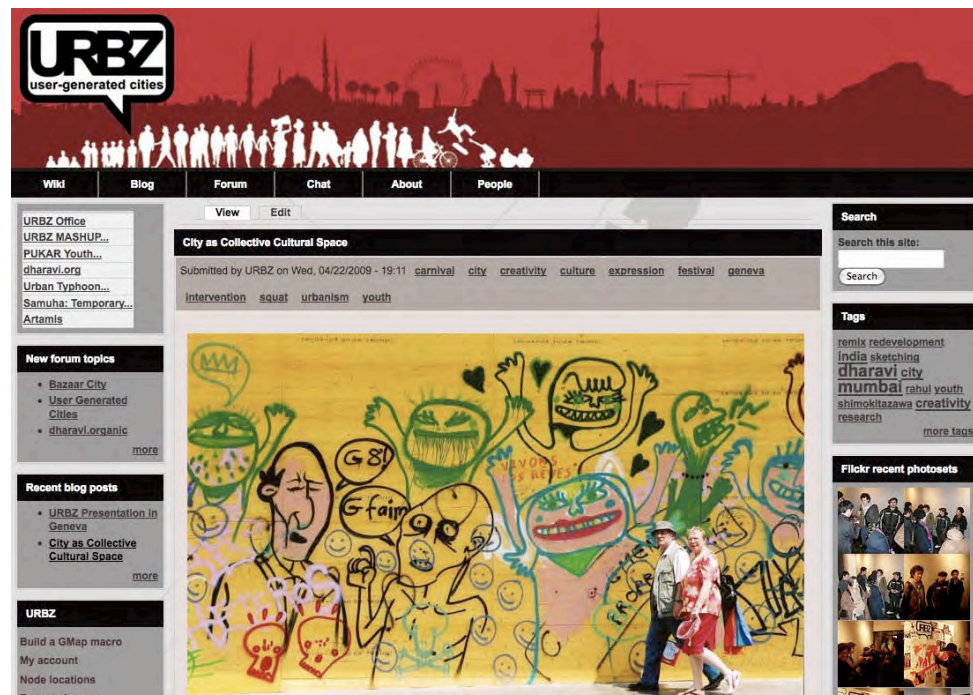 URBZ
user-generated cities
Wiki Blog Forum Chat About People
URBZ Office
URBZ MASHUP...
PUKAR Youth...
dharavi.org
Urban Typhoon...
Samuha: Temporary...
Artamis
New forum topics
Bazaar City
User Generated
Cities
dharavi.organic
more
Recent blog posts
URBZ Presentation in
Geneva
City as Collective
Cultural Space
more
URBZ
Build a GMap macro
My account
Node locations
View Edit
City as Collective Cultural Space
Submitted by URBZ on Wed, 04/22/2009 - 19:11 carnival city creativity culture expression festival geneva
intervention squat urbanism youth
G8!
Gfaim
VIVONS
Search
Search this site:
Search
Tags
remix redevelopment
india sketching
dharavi city
mumbai rahul youth
shimokitazawa creativity
research
more tags
Flickr recent photosets
URBZ